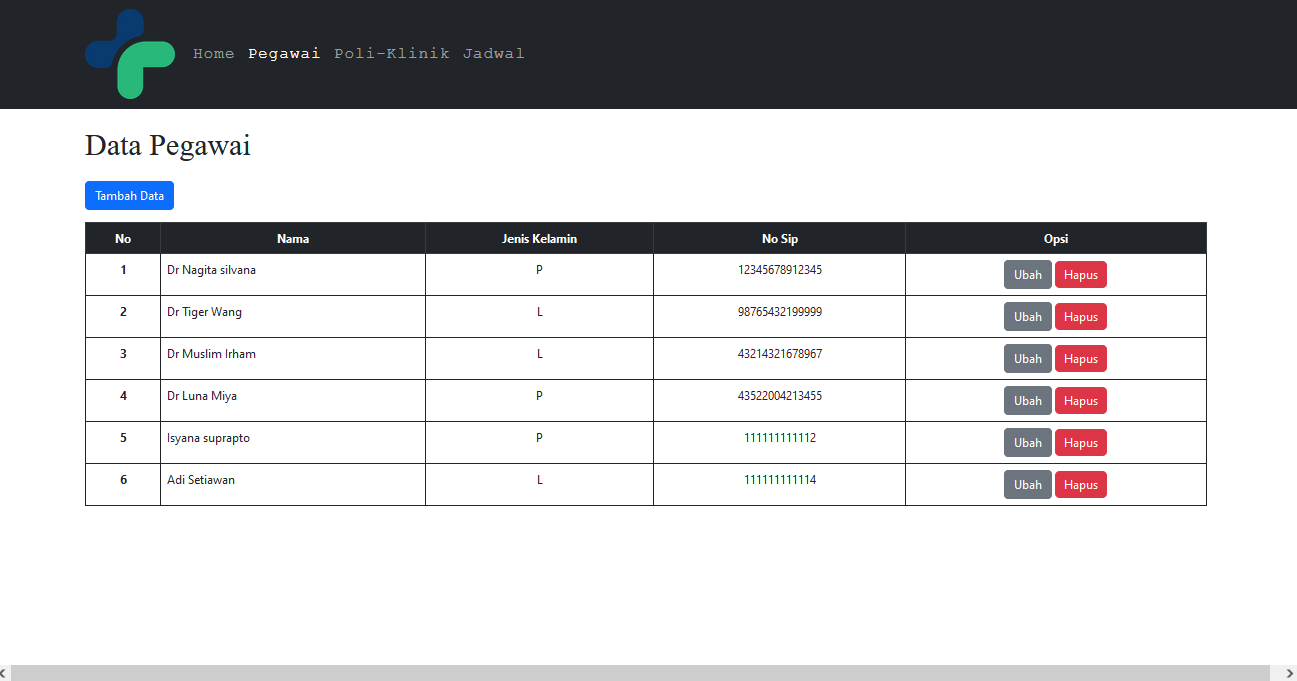 Home Pegawai Poli-Klinik Jadwal
Data Pegawai
Tambah Data
No Nama Jenis Kelamin No Sip Opsi
1 Dr Nagita silvana P 12345678912345 Ubah Hapus
2 Dr Tiger Wang L 98765432199999 Ubah Hapus
3 Dr Muslim Irham L 43214321678967 Ubah Hapus
4 Dr Luna Miya P 43522004213455 Ubah Hapus
5 Isyana suprapto P 111111111112 Ubah Hapus
6 Adi Setiawan L 111111111114 Ubah Hapus